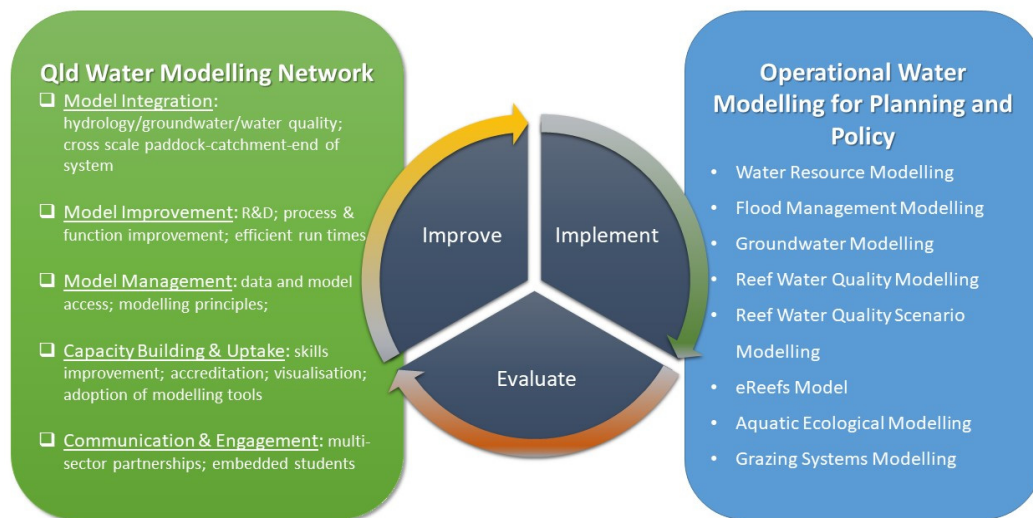 Qld Water Modelling Network
❑ Model Integration:
hydrology/groundwater/water quality;
cross scale paddock-catchment-end of
system
❑ Model Improvement: R&D; process &
function improvement; efficient run times
❑ Model Management: data and model
access; modelling principles;
❑ Capacity Building & Uptake: skills
improvement; accreditation; visualisation;
adoption of modelling tools
❑ Communication & Engagement: multi-
sector partnerships; embedded students
Improve
Implement
Evaluate
Operational Water
Modelling for Planning and
Policy
• Water Resource Modelling
• Flood Management Modelling
• Groundwater Modelling
• Reef Water Quality Modelling
• Reef Water Quality Scenario
Modelling
• eReefs Model
• Aquatic Ecological Modelling
• Grazing Systems Modelling